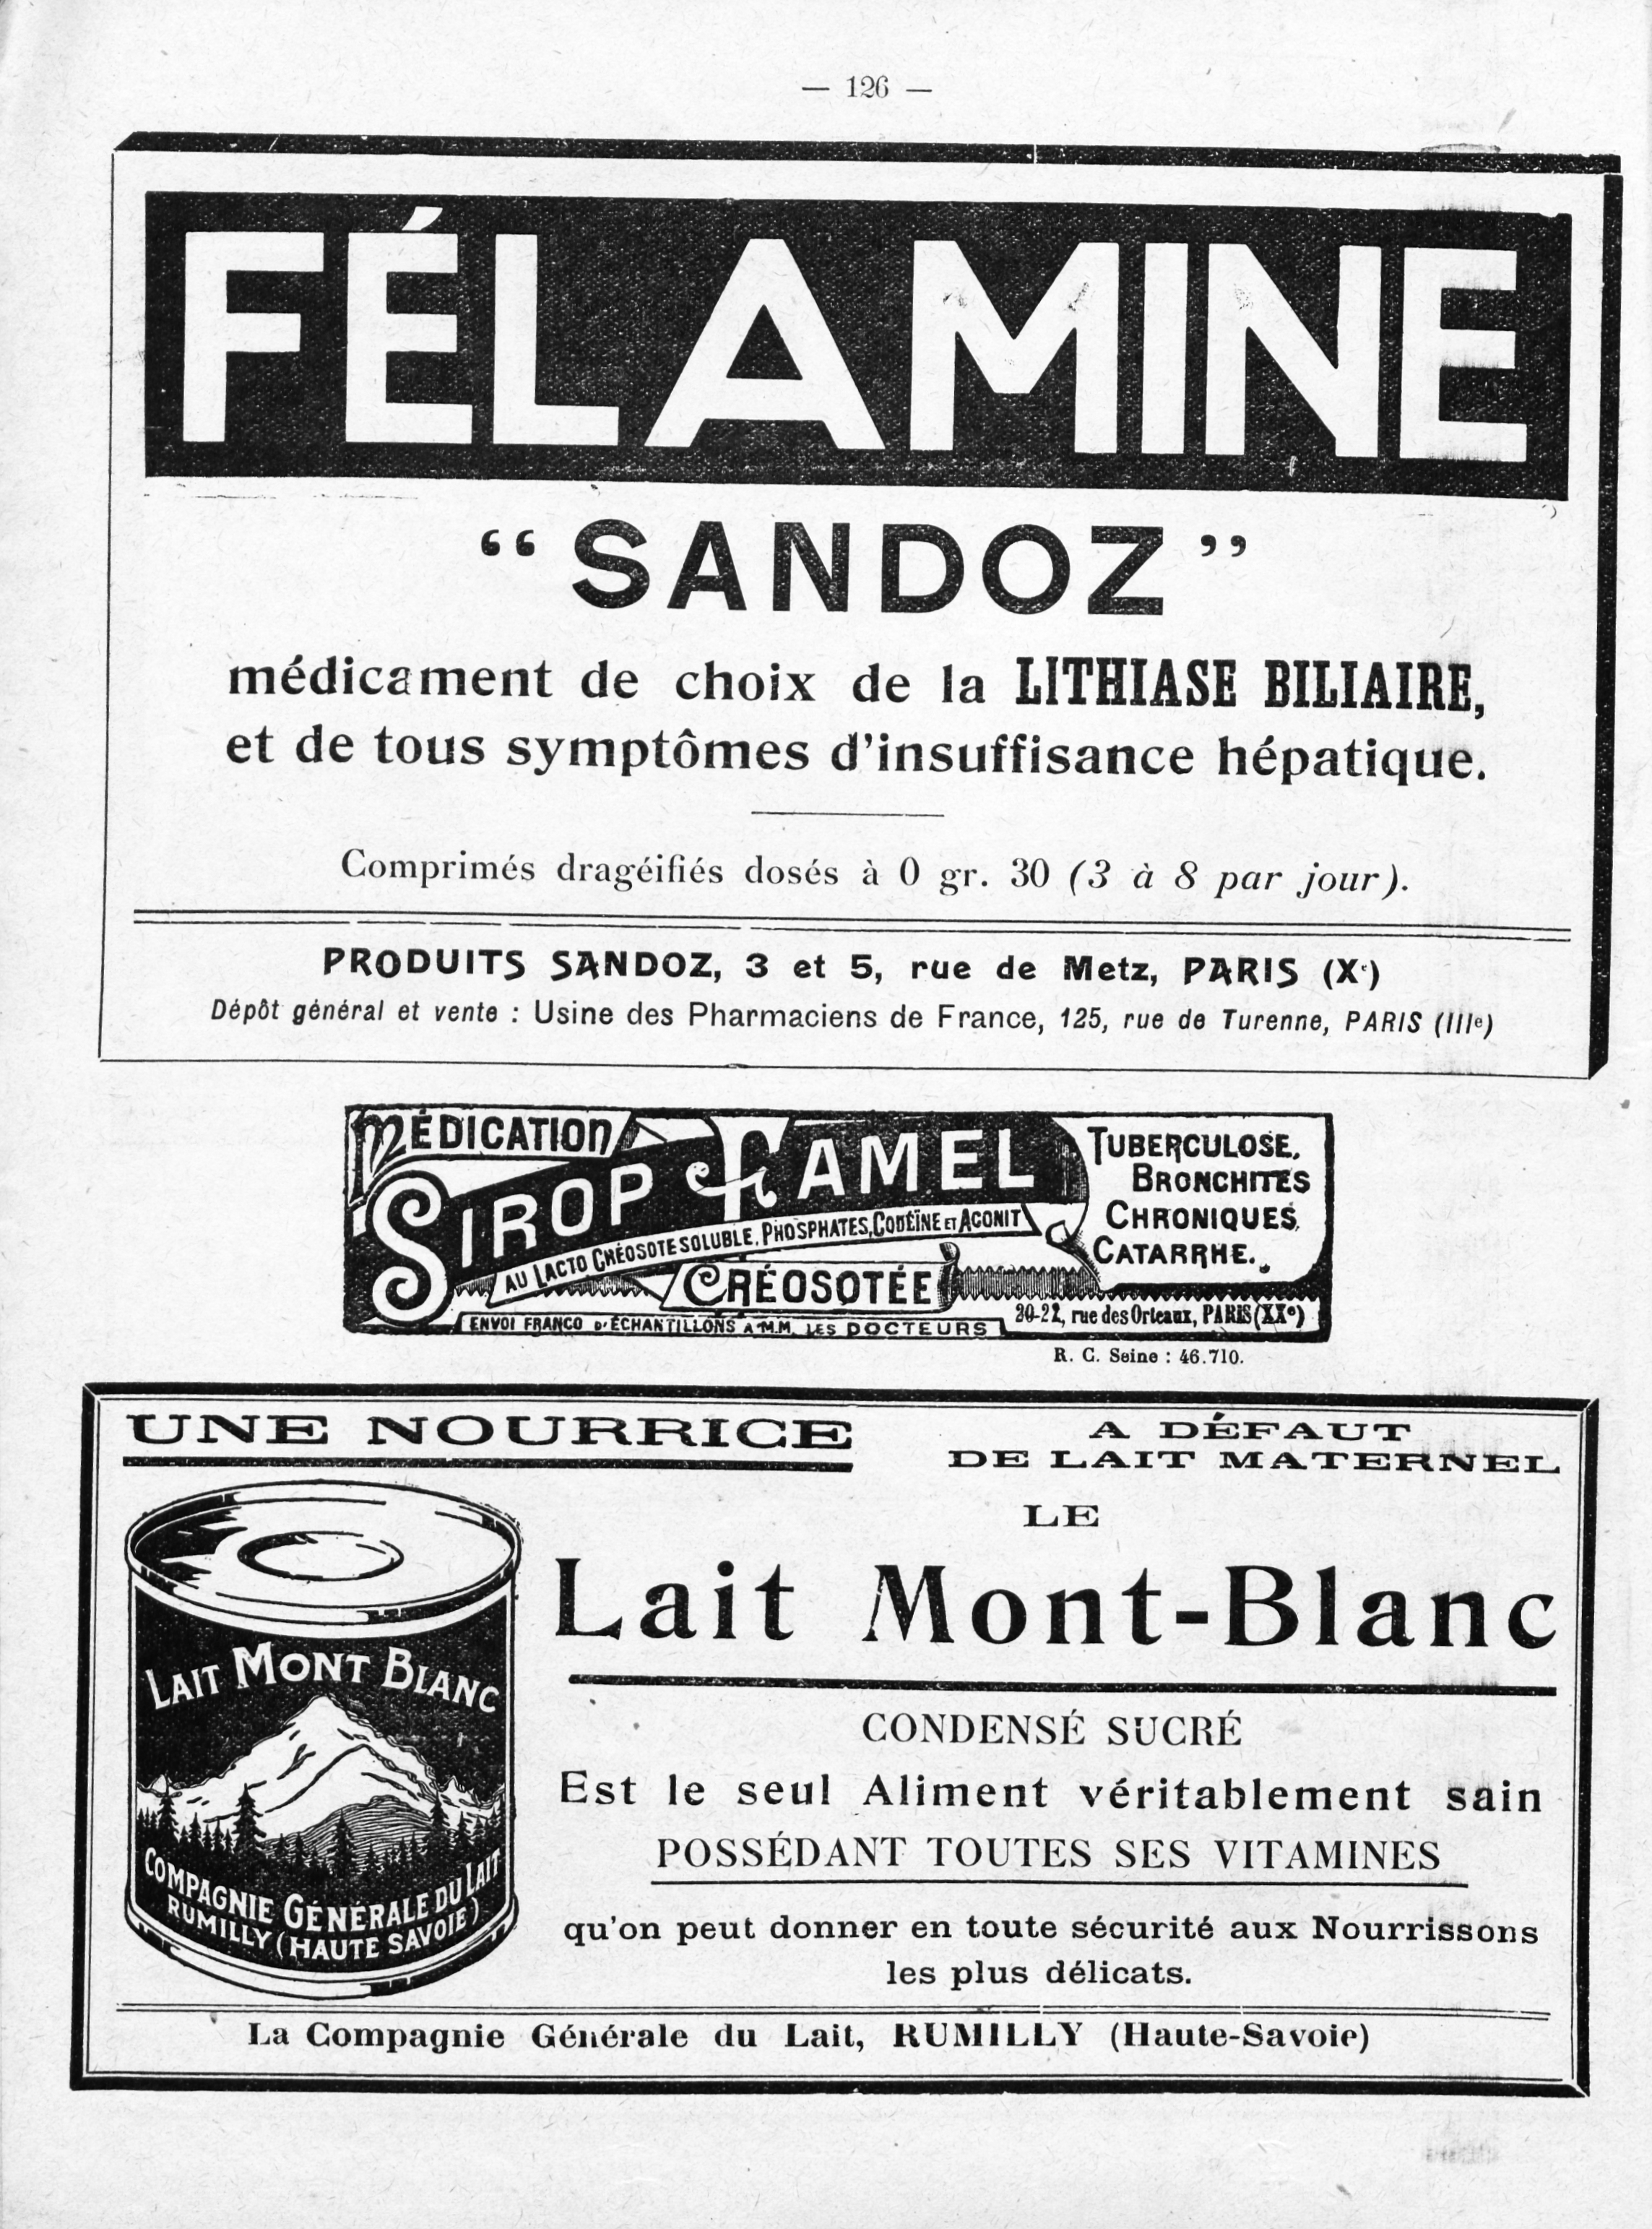 — 126 —
FÉLAMINE
“SANDOZ”
médicament de choix de la LITHIASE BILIAIRE,
et de tous symptômes d'insuffisance hépatique.
Comprimés dragéifiés dosés à 0 gr. 30 (3 à 8 par jour).
PRODUITS SANDOZ, 3 et 5, rue de Metz, PARIS (Xe)
Dépôt général et vente : Usine des Pharmaciens de France, 125, rue de Turenne, PARIS (IIIe)
MÉDICATION
SIROP FAMEL
AU LACTO CRÉOSOTE SOLUBLE, PHOSPHATES, CODÉÏNE ET ACONIT
CRÉOSOTÉE
ENVOI FRANCO D'ÉCHANTILLONS A M.M. LES DOCTEURS
TUBERCULOSE,
BRONCHITES
CHRONIQUES,
CATARRHE.
20-22, rue des Orteaux, PARIS (XXe)
R. C. Seine : 46.710.
UNE NOURRICE
A DÉFAUT
DE LAIT MATERNEL
LE
Lait Mont-Blanc
CONDENSÉ SUCRÉ
Est le seul Aliment véritablement sain
POSSÉDANT TOUTES SES VITAMINES
qu'on peut donner en toute sécurité aux Nourrissons
les plus délicats.
LAIT MONT BLANC
COMPAGNIE GÉNÉRALE DU LAIT
RUMILLY (HAUTE SAVOIE)
La Compagnie Générale du Lait, RUMILLY (Haute-Savoie)